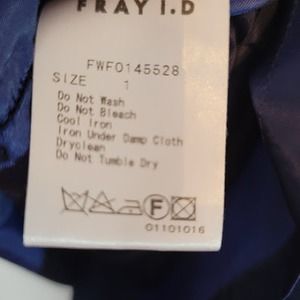 FRAY I.D
FWF0145528
SIZE 1
Do Not Wash
Do Not Bleach
Cool Iron
Iron Under Damp Cloth
Dryclean
Do Not Tumble Dry
F
01101016